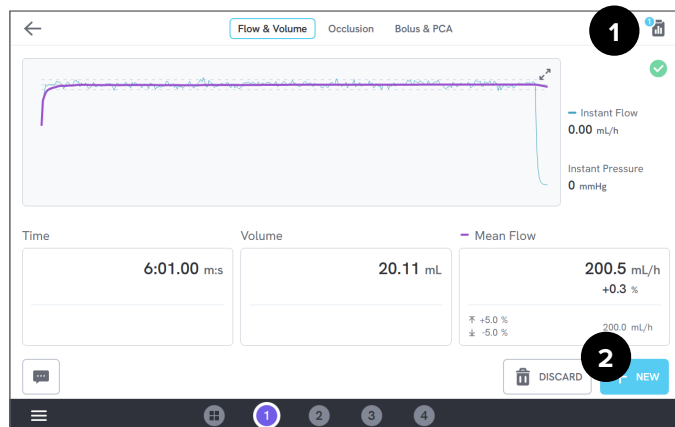 Flow & Volume Occlusion Bolus & PCA
1
1
Instant Flow
0.00 mL/h
Instant Pressure
0 mmHg
Time Volume Mean Flow
6:01.00 m:s 20.11 mL 200.5 mL/h
+0.3 %
+5.0 %
-5.0 % 200.0 mL/h
2
DISCARD NEW
1 2 3 4